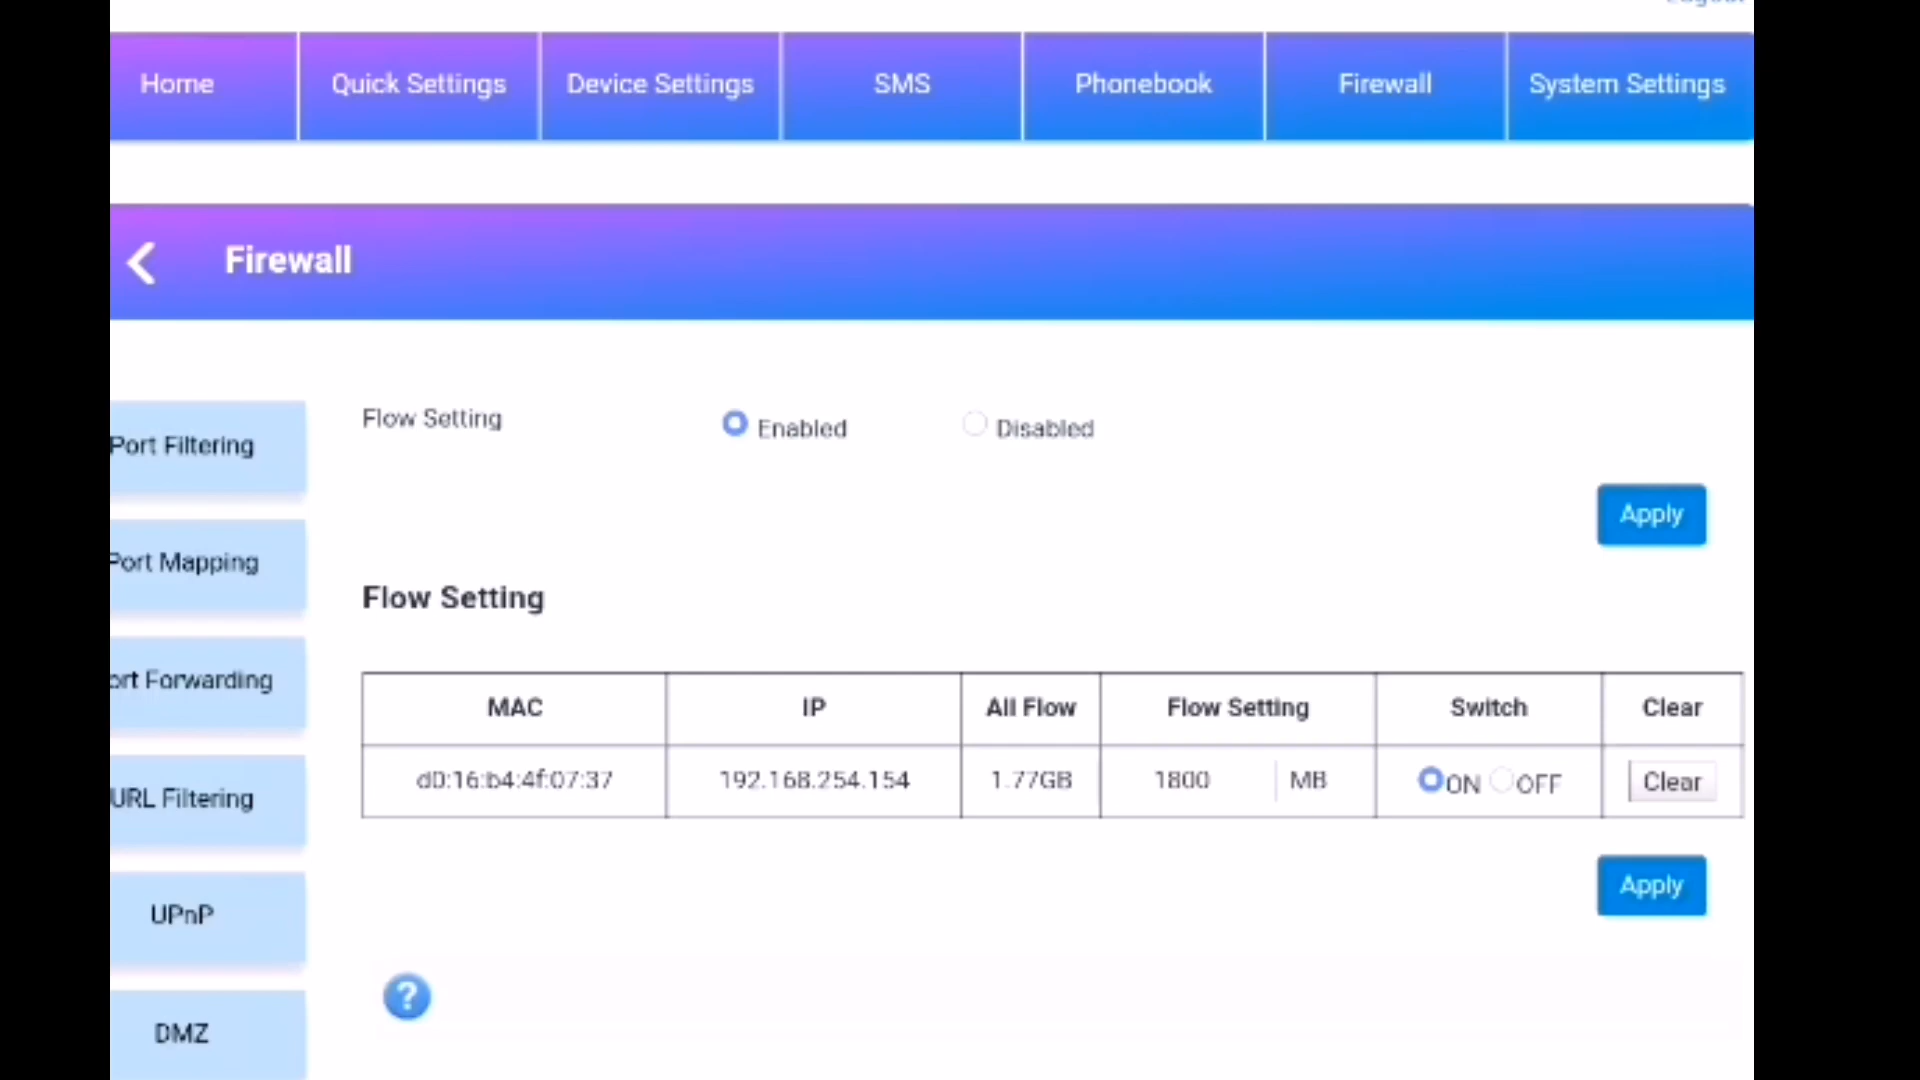 Home Quick Settings Device Settings SMS Phonebook Firewall System Settings
Firewall
Port Filtering
Port Mapping
ort Forwarding
URL Filtering
UPnP
DMZ
Flow Setting Enabled Disabled
Apply
Flow Setting
MAC IP All Flow Flow Setting Switch Clear
d0:16:b4:4f:07:37 192.168.254.154 1.77GB 1800 MB ON OFF Clear
Apply
?